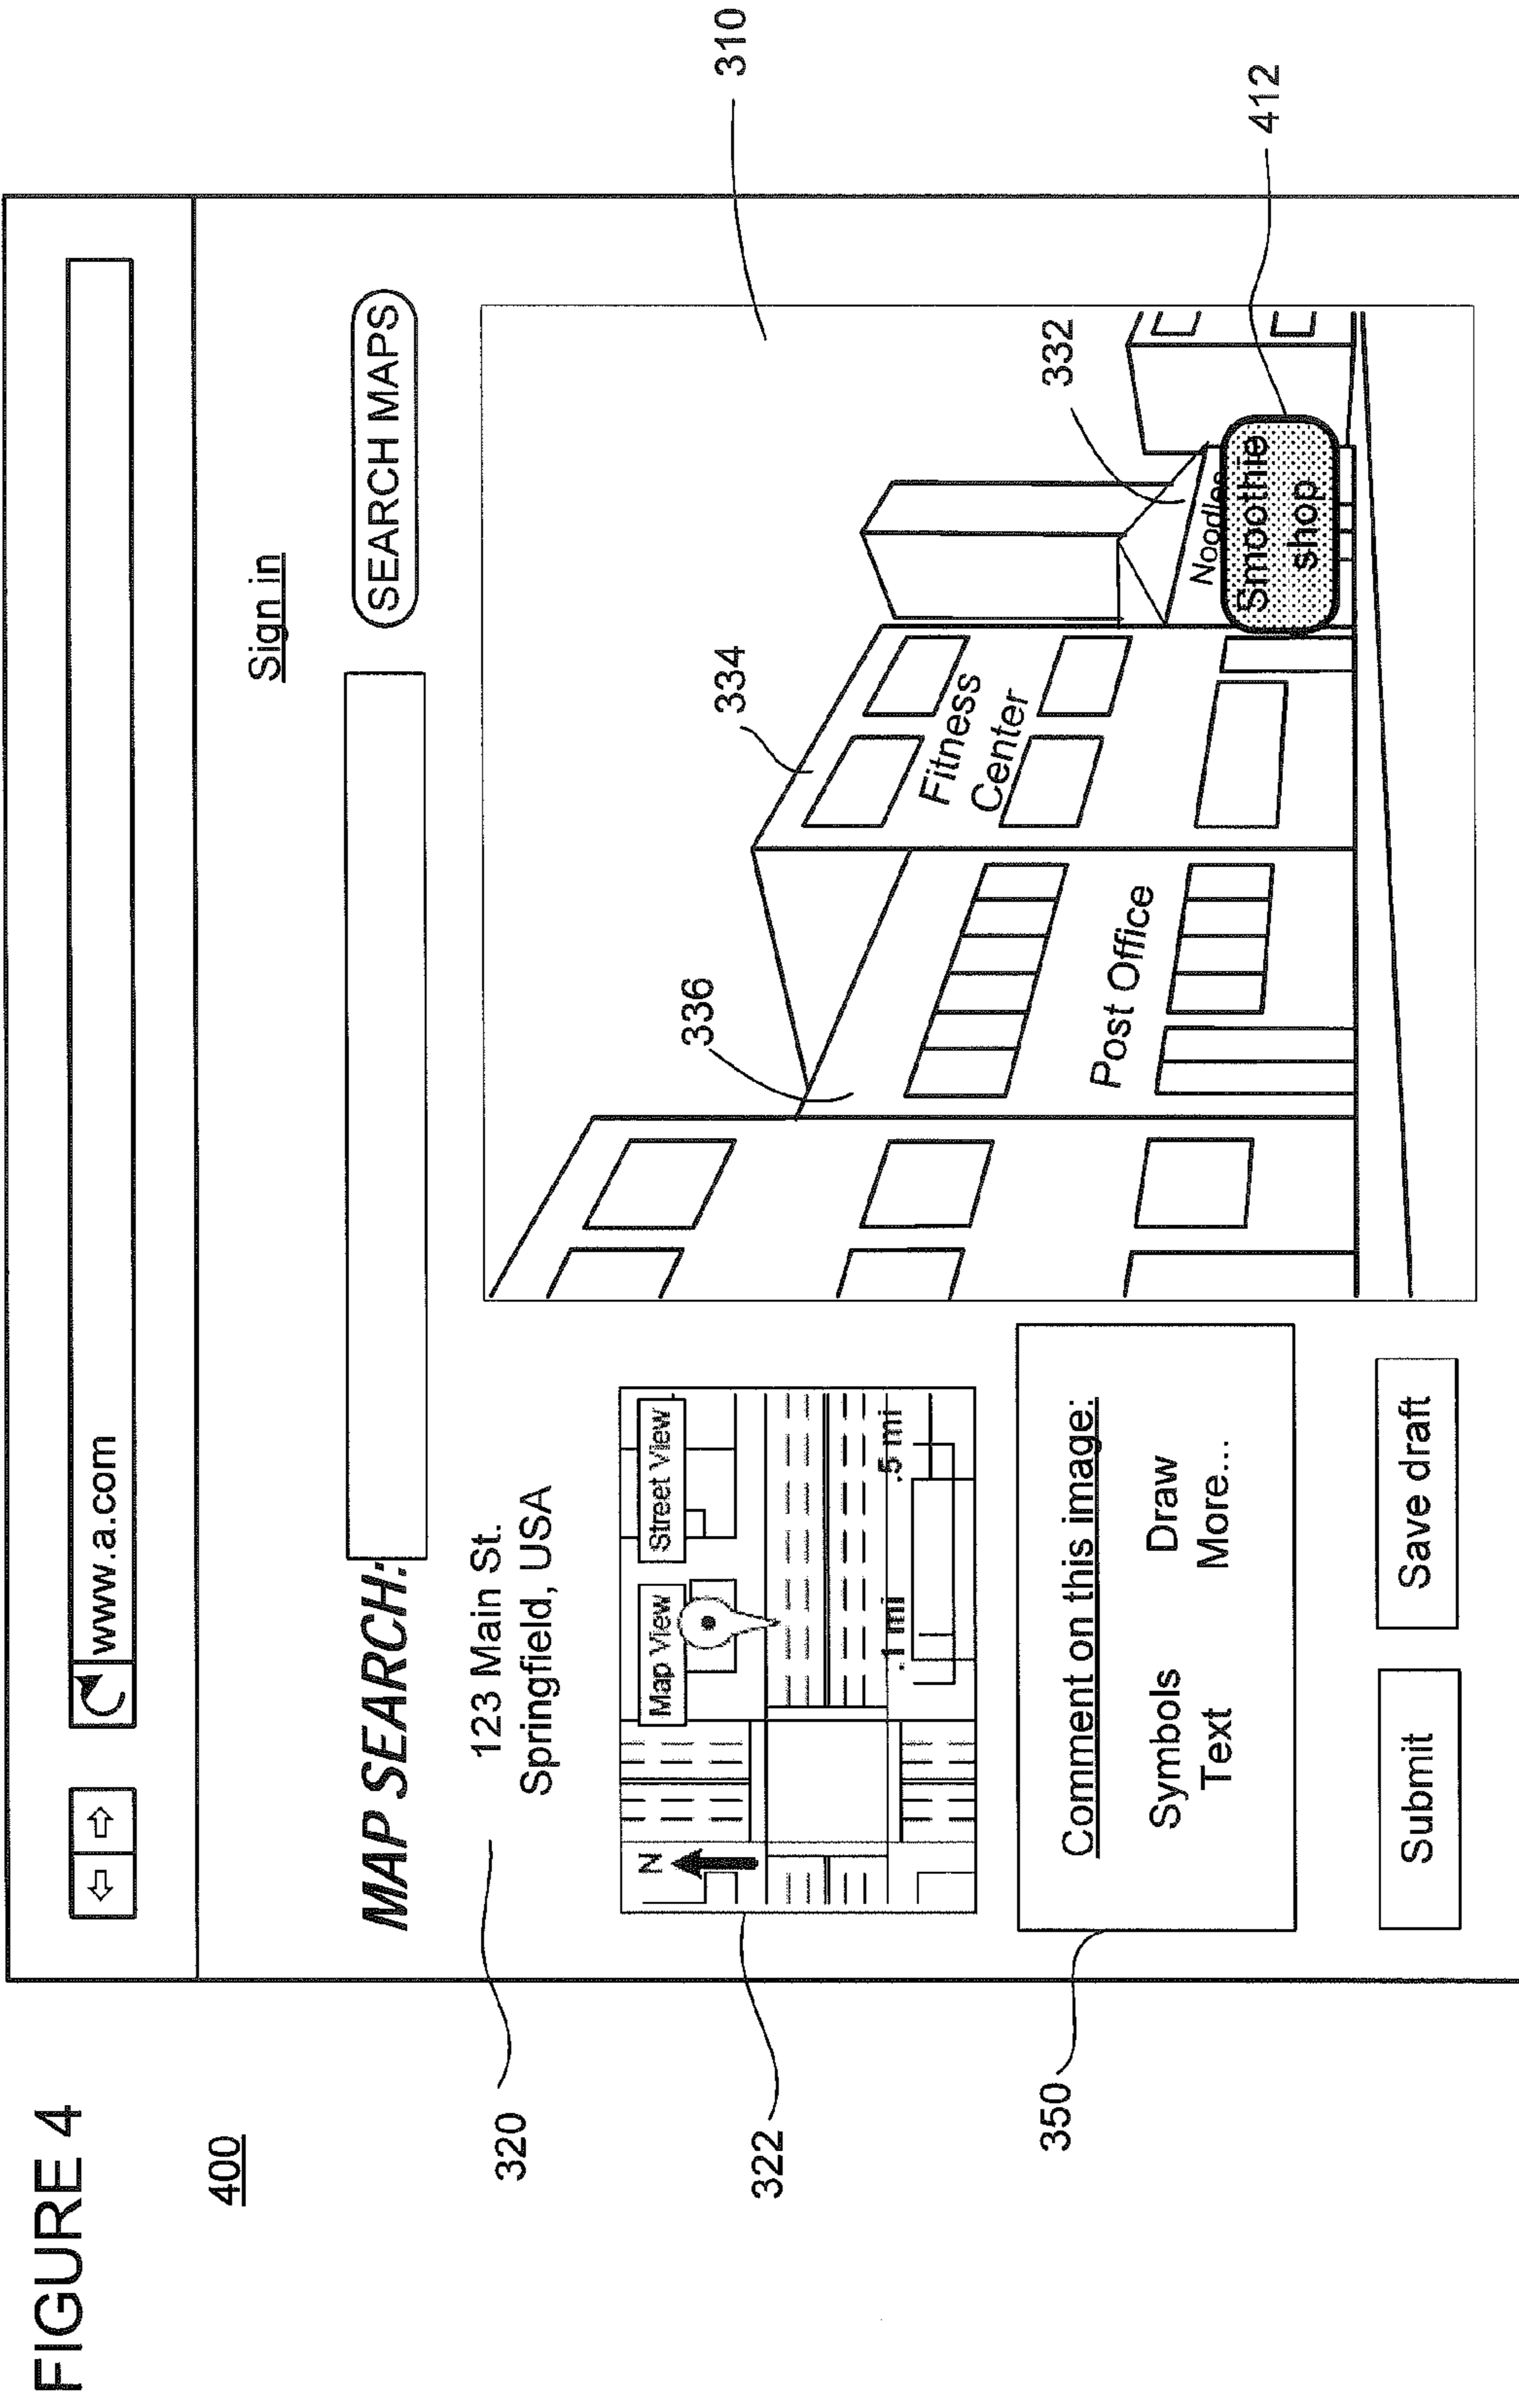 FIGURE 4
400
www.a.com
Sign in
MAP SEARCH:
SEARCH MAPS
320
123 Main St.
Springfield, USA
322
Map View
Street View
N
.1 mi
.5 mi
350
Comment on this image:
Symbols
Draw
Text
More...
Submit
Save draft
310
336
334
332
412
Post Office
Fitness
Center
Noodles
Smoothie
shop